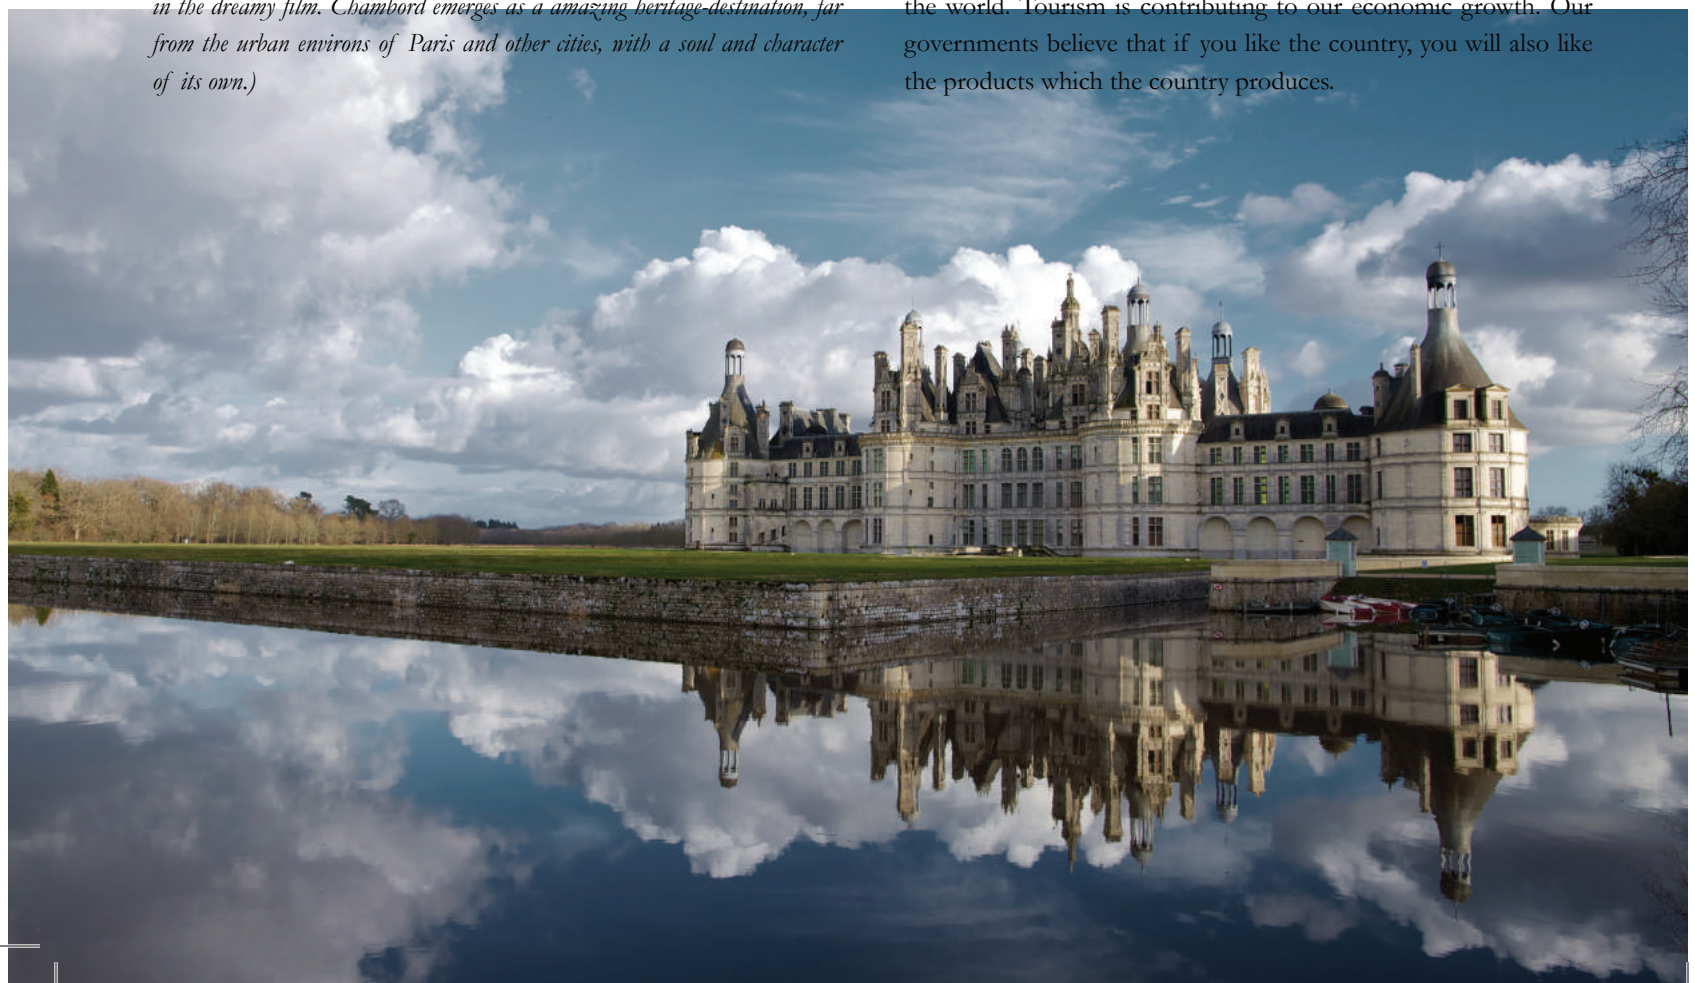 in the dreamy film. Chambord emerges as a amazing heritage-destination, far
from the urban environs of Paris and other cities, with a soul and character
of its own.)
the world. Tourism is contributing to our economic growth. Our
governments believe that if you like the country, you will also like
the products which the country produces.